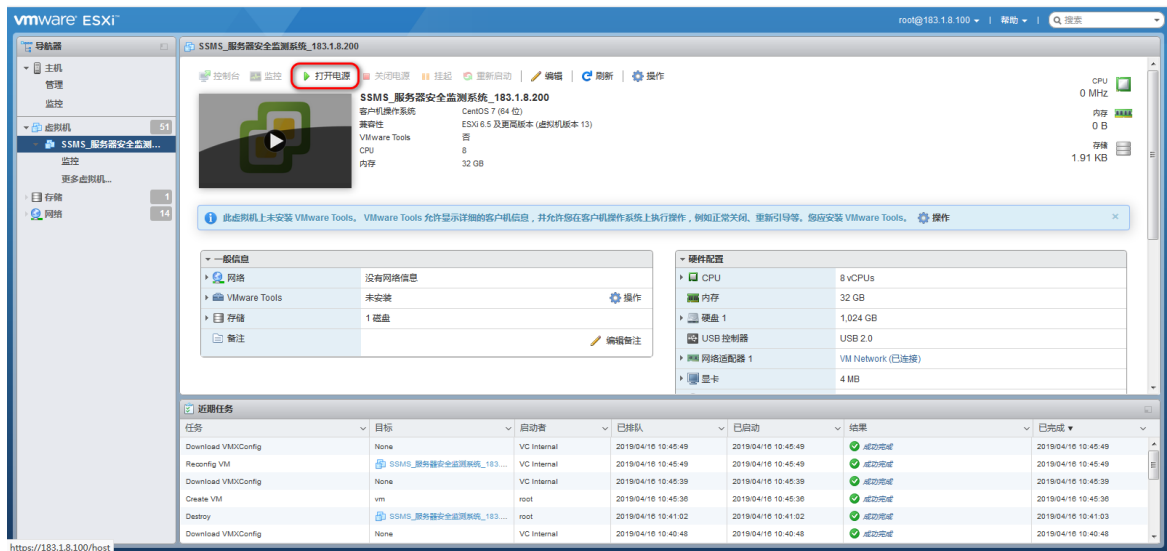 vmware ESXi™
root@183.1.8.100 | 帮助 | 搜索
导航器
主机
管理
监控
虚拟机 51
SSMS_服务器安全监测...
监控
更多虚拟机...
存储 1
网络 14
SSMS_服务器安全监测系统_183.1.8.200
控制台 监控 打开电源 关闭电源 挂起 重新启动 | 编辑 | 刷新 | 操作
SSMS_服务器安全监测系统_183.1.8.200
客户机操作系统 CentOS 7 (64 位)
兼容性 ESXi 6.5 及更高版本 (虚拟机版本 13)
VMware Tools 否
CPU 8
内存 32 GB
CPU
0 MHz
内存
0 B
存储
1.91 KB
此虚拟机上未安装 VMware Tools。 VMware Tools 允许显示详细的客户机信息，并允许您在客户机操作系统上执行操作，例如正常关闭、重新引导等。您应安装 VMware Tools。 操作
一般信息
网络 没有网络信息
VMware Tools 未安装 操作
存储 1 磁盘
备注 编辑备注
硬件配置
CPU 8 vCPUs
内存 32 GB
硬盘 1 1,024 GB
USB 控制器 USB 2.0
网络适配器 1 VM Network (已连接)
显卡 4 MB
近期任务
任务 目标 启动者 已排队 已启动 结果 已完成
Download VMXConfig None VC Internal 2019/04/16 10:45:49 2019/04/16 10:45:49 成功完成 2019/04/16 10:45:49
Reconfig VM SSMS_服务器安全监测系统_183.... VC Internal 2019/04/16 10:45:49 2019/04/16 10:45:49 成功完成 2019/04/16 10:45:49
Download VMXConfig None VC Internal 2019/04/16 10:45:39 2019/04/16 10:45:39 成功完成 2019/04/16 10:45:39
Create VM vm root 2019/04/16 10:45:36 2019/04/16 10:45:36 成功完成 2019/04/16 10:45:36
Destroy SSMS_服务器安全监测系统_183.... root 2019/04/16 10:41:02 2019/04/16 10:41:02 成功完成 2019/04/16 10:41:03
Download VMXConfig None VC Internal 2019/04/16 10:40:48 2019/04/16 10:40:48 成功完成 2019/04/16 10:40:48
https://183.1.8.100/host